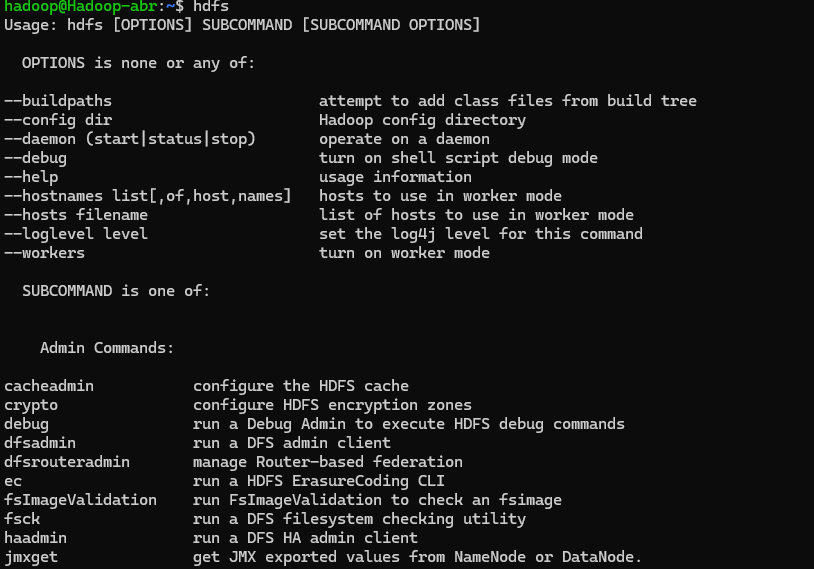 hadoop@Hadoop-abr:~$ hdfs
Usage: hdfs [OPTIONS] SUBCOMMAND [SUBCOMMAND OPTIONS]
OPTIONS is none or any of:
--buildpaths attempt to add class files from build tree
--config dir Hadoop config directory
--daemon (start|status|stop) operate on a daemon
--debug turn on shell script debug mode
--help usage information
--hostnames list[,of,host,names] hosts to use in worker mode
--hosts filename list of hosts to use in worker mode
--loglevel level set the log4j level for this command
--workers turn on worker mode
SUBCOMMAND is one of:
Admin Commands:
cacheadmin configure the HDFS cache
crypto configure HDFS encryption zones
debug run a Debug Admin to execute HDFS debug commands
dfsadmin run a DFS admin client
dfsrouteradmin manage Router-based federation
ec run a HDFS ErasureCoding CLI
fsImageValidation run FsImageValidation to check an fsimage
fsck run a DFS filesystem checking utility
haadmin run a DFS HA admin client
jmxget get JMX exported values from NameNode or DataNode.